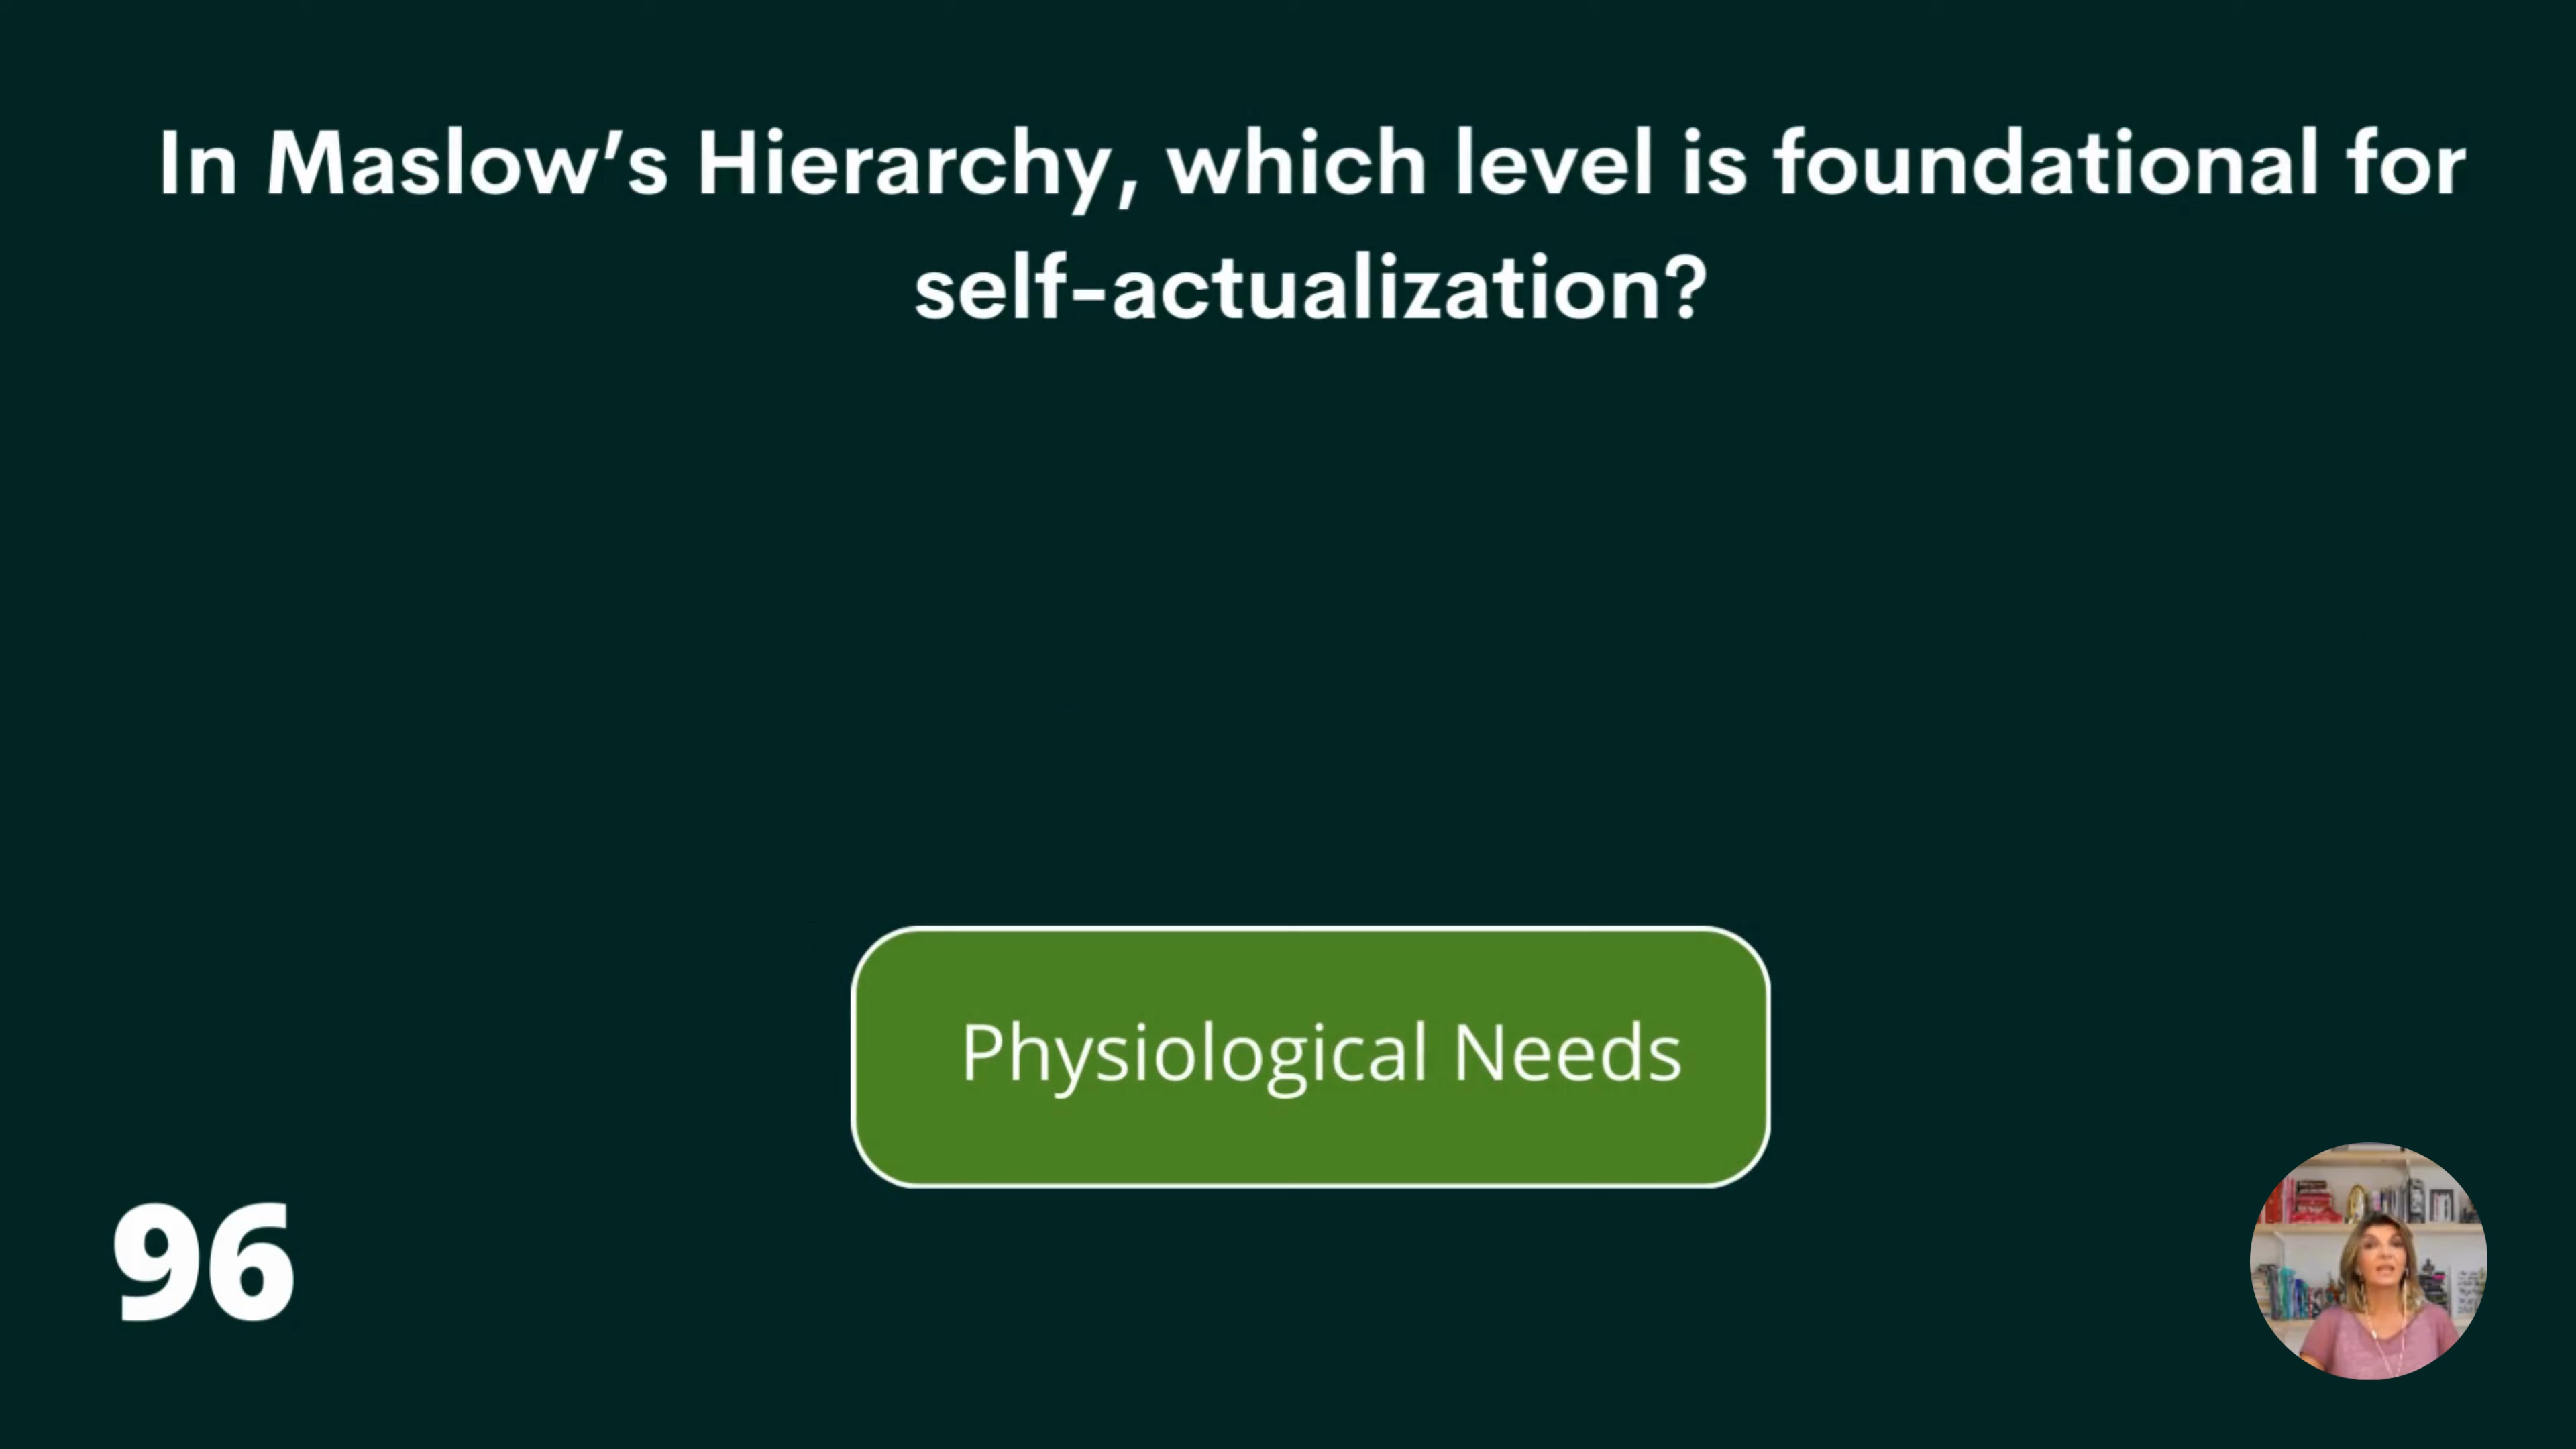 In Maslow’s Hierarchy, which level is foundational for
self-actualization?
Physiological Needs
96